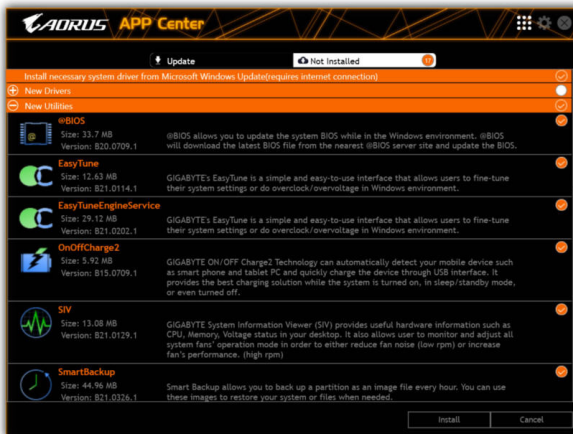 AORUS APP Center
Update
Not Installed
Install necessary system driver from Microsoft Windows Update(requires internet connection)
New Drivers
New Utilities
@BIOS
Size: 33.7 MB
Version: B20.0709.1
@BIOS allows you to update the system BIOS while in the Windows environment. @BIOS
will download the latest BIOS file from the nearest @BIOS server site and update the BIOS.
EasyTune
Size: 12.63 MB
Version: B21.0114.1
GIGABYTE's EasyTune is a simple and easy-to-use interface that allows users to fine-tune
their system settings or do overclock/overvoltage in Windows environment.
EasyTuneEngineService
Size: 29.12 MB
Version: B21.0202.1
GIGABYTE's EasyTune is a simple and easy-to-use interface that allows users to fine-tune
their system settings or do overclock/overvoltage in Windows environment.
OnOffCharge2
Size: 5.92 MB
Version: B15.0709.1
GIGABYTE ON/OFF Charge2 Technology can automatically detect your mobile device such
as smart phone and tablet PC and quickly charge the device through USB interface. It
provides the best charging solution while the system is turned on, in sleep/standby mode,
or even turned off.
SIV
Size: 13.08 MB
Version: B21.0129.1
GIGABYTE System Information Viewer (SIV) provides useful hardware information such as
CPU, Memory, Voltage status in your desktop. It also allows user to monitor and adjust all
system fans' operation mode in order to either reduce fan noise (low rpm) or increase
fan's performance. (high rpm)
SmartBackup
Size: 44.96 MB
Version: B21.0326.1
Smart Backup allows you to back up a partition as an image file every hour. You can use
these images to restore your system or files when needed.
Install
Cancel